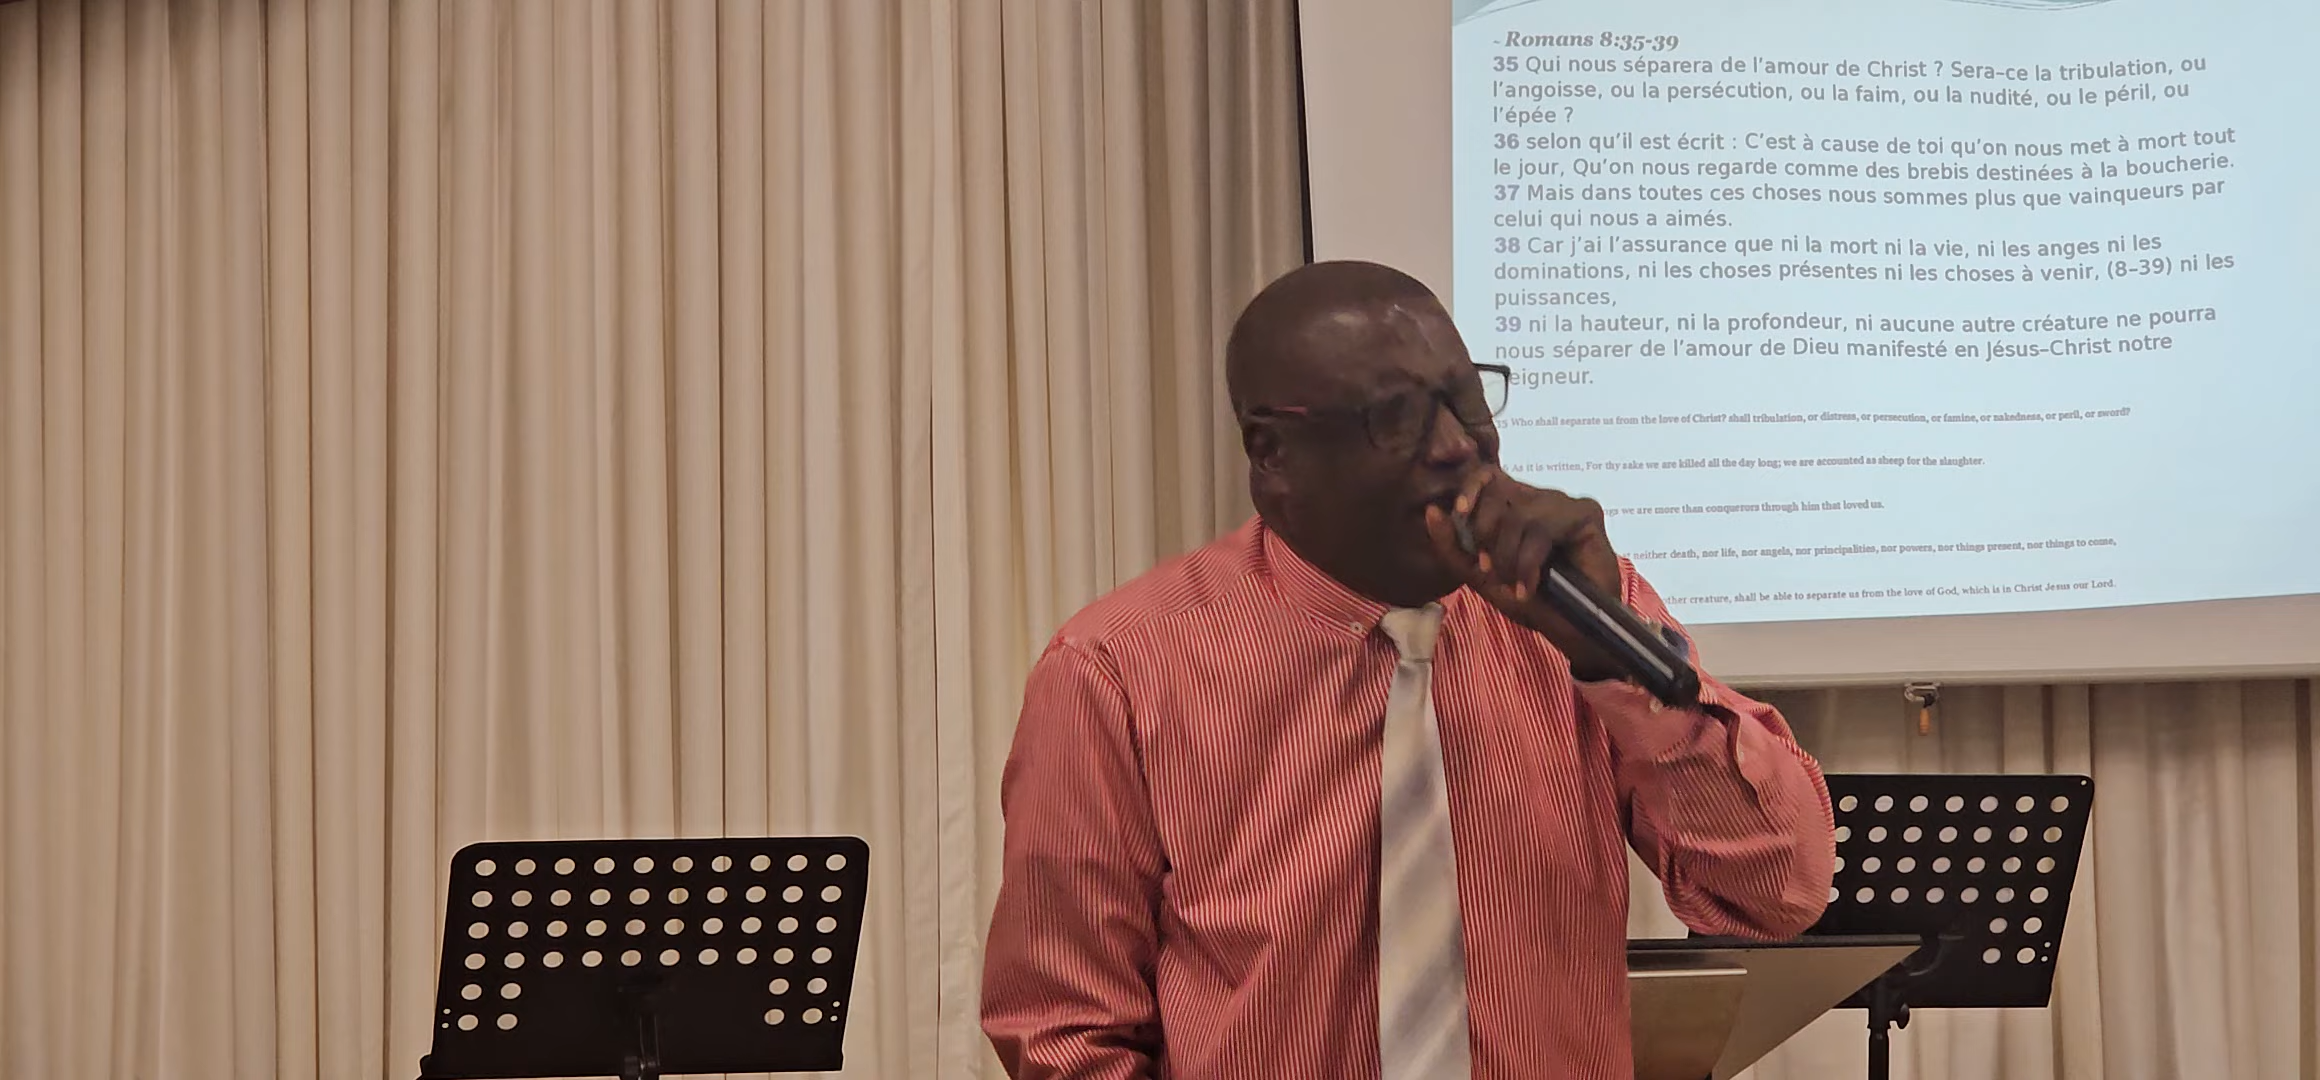 ~Romans 8:35-39
35 Qui nous séparera de l'amour de Christ ? Sera-ce la tribulation, ou
l'angoisse, ou la persécution, ou la faim, ou la nudité, ou le péril, ou
l'épée ?
36 selon qu'il est écrit : C'est à cause de toi qu'on nous met à mort tout
le jour, Qu'on nous regarde comme des brebis destinées à la boucherie.
37 Mais dans toutes ces choses nous sommes plus que vainqueurs par
celui qui nous a aimés.
38 Car j'ai l'assurance que ni la mort ni la vie, ni les anges ni les
dominations, ni les choses présentes ni les choses à venir, (8-39) ni les
puissances,
39 ni la hauteur, ni la profondeur, ni aucune autre créature ne pourra
nous séparer de l'amour de Dieu manifesté en Jésus-Christ notre
eigneur.
Who shall separate us from the love of Christ? shall tribulation, or distress, or persecution, or famine, or nakedness, or peril, or sword?
As it is written, For thy sake we are killed all the day long; we are accounted as sheep for the slaughter.
we are more than conquerors through him that loved us.
neither death, nor life, nor angels, nor principalities, nor powers, nor things present, nor things to come,
creature, shall be able to separate us from the love of God, which is in Christ Jesus our Lord.